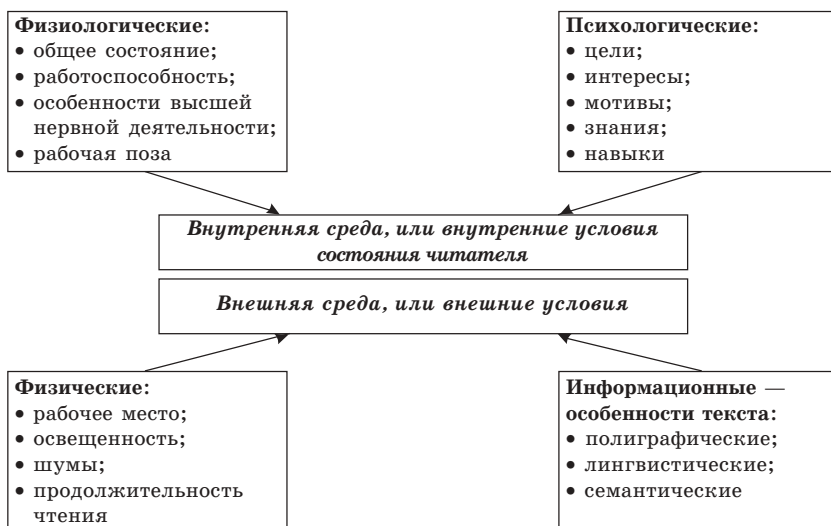 Физиологические:
• общее состояние;
• работоспособность;
• особенности высшей
нервной деятельности;
• рабочая поза
Психологические:
• цели;
• интересы;
• мотивы;
• знания;
• навыки
Внутренняя среда, или внутренние условия
состояния читателя
Внешняя среда, или внешние условия
Физические:
• рабочее место;
• освещенность;
• шумы;
• продолжительность
чтения
Информационные —
особенности текста:
• полиграфические;
• лингвистические;
• семантические